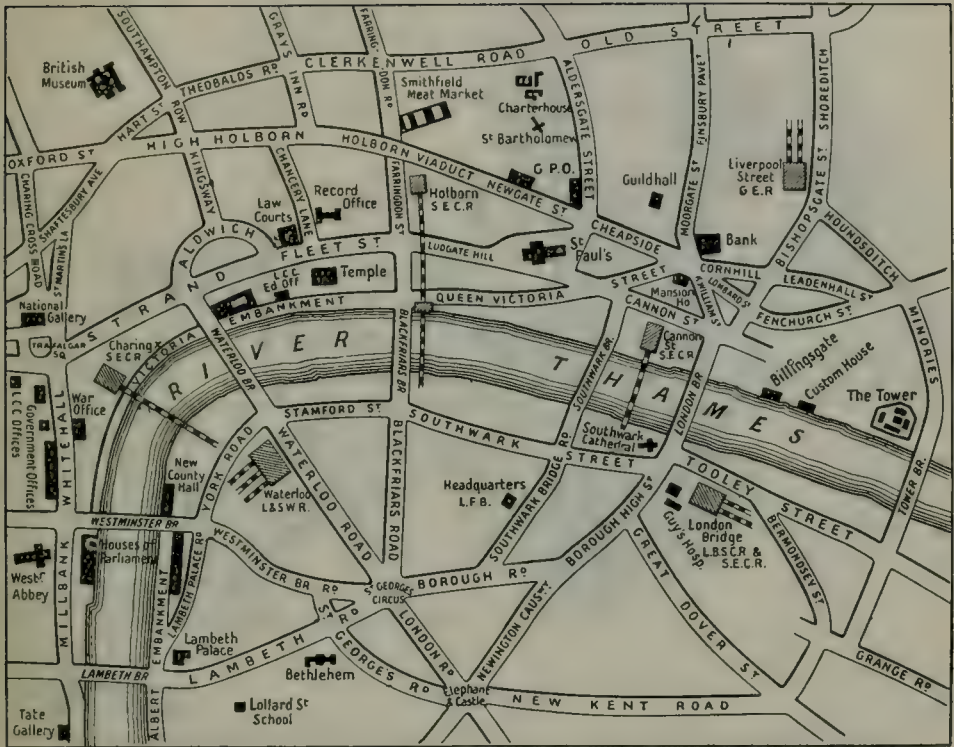 SOUTHAMPTON ROW
GRAYS INN RD
FARRING-
DON RD
OLD STREET
CLERKENWELL ROAD
THEOBALDS RD
HART ST
British
Museum
Smithfield
Meat Market
Charterhouse
St Bartholomew
ALDERSGATE STREET
FINSBURY PAVET
MOORGATE ST
SHOREDITCH
BISHOPSGATE ST
Liverpool
Street
G.E.R
HOUNDSDITCH
OXFORD ST
HIGH HOLBORN
HOLBORN VIADUCT
NEWGATE ST
G.P.O.
Guildhall
CHARING CROSS ROAD
SHAFTESBURY AVE
ST MARTIN'S LA
KINGSWAY
CHANCERY LANE
Record
Office
FARRINGDON ST
Holborn
S.E.C.R
Law
Courts
ALDWICH
FLEET ST
LUDGATE HILL
St
Paul's
CHEAPSIDE
Bank
CORNHILL
LOMBARD ST
LEADENHALL ST
FENCHURCH ST
MINORIES
STRAND
L.C.C
Ed Off
Temple
QUEEN VICTORIA
STREET
Mansion
Ho
K. WILLIAM ST
CANNON ST
Cannon
St
S.E.C.R
National
Gallery
TRAFALGAR
SQ
Charing X
S.E.C.R
VICTORIA
EMBANKMENT
RIVER
THAMES
WATERLOO BR
BLACKFRIARS BR
SOUTHWARK BR
LONDON BR
Billingsgate
Custom House
The Tower
TOWER BR.
L.C.C Offices
Government Offices
WHITEHALL
War
Office
STAMFORD ST
SOUTHWARK
STREET
Southwark
Cathedral
TOOLEY
STREET
New
County
Hall
YORK ROAD
WATERLOO ROAD
Waterloo
L&SWR.
BLACKFRIARS ROAD
Headquarters
L.F.B.
SOUTHWARK BRIDGE RD
BOROUGH HIGH ST
Guy's Hosp.
London
Bridge
L.B.S.C.R &
S.E.C.R.
BERMONDSEY ST
WESTMINSTER BR
Houses of
Parliament
WESTMINSTER BR RD
LAMBETH PALACE RD
Westr
Abbey
MILLBANK
ALBERT EMBANKMENT
ST GEORGES
CIRCUS
BOROUGH RD
LONDON RD
NEWINGTON CAUSWY
GREAT DOVER ST
GRANGE RD
Lambeth
Palace
LAMBETH RD
ST GEORGE'S RD
Bethlehem
LAMBETH BR
Elephant
& Castle
NEW KENT ROAD
Tate
Gallery
Lollard St
School